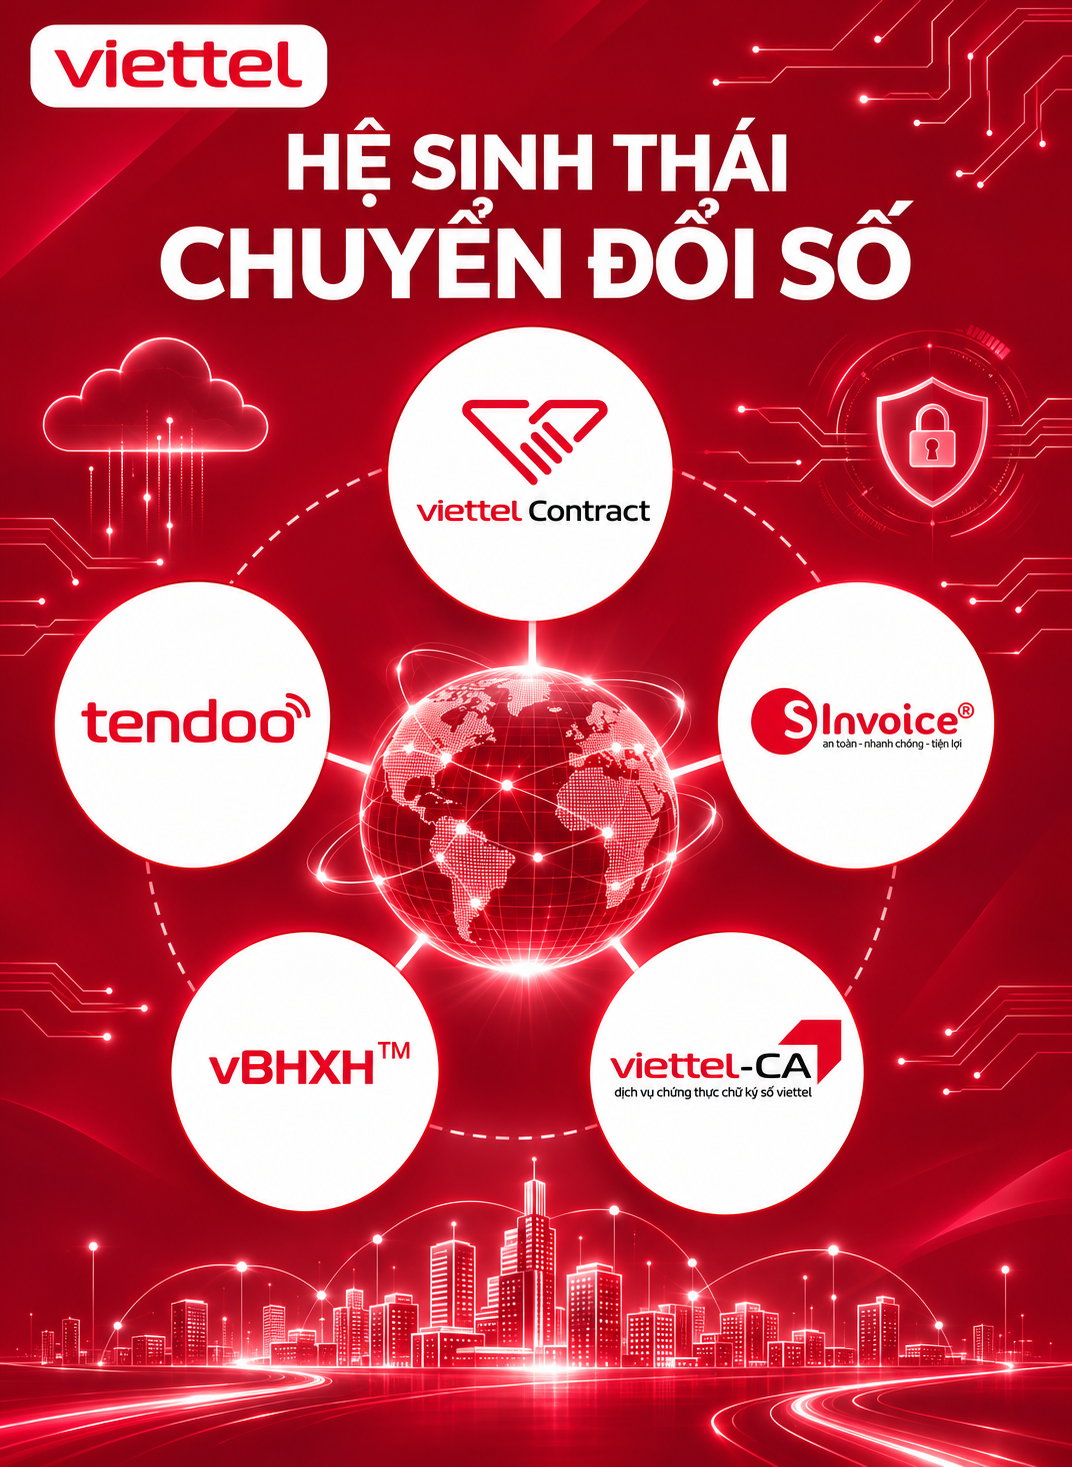 viettel
HỆ SINH THÁI
CHUYỂN ĐỔI SỐ
viettel Contract
tendoo
SInvoice®
an toàn - nhanh chóng - tiện lợi
vBHXH™
viettel-CA
dịch vụ chứng thực chữ ký số viettel